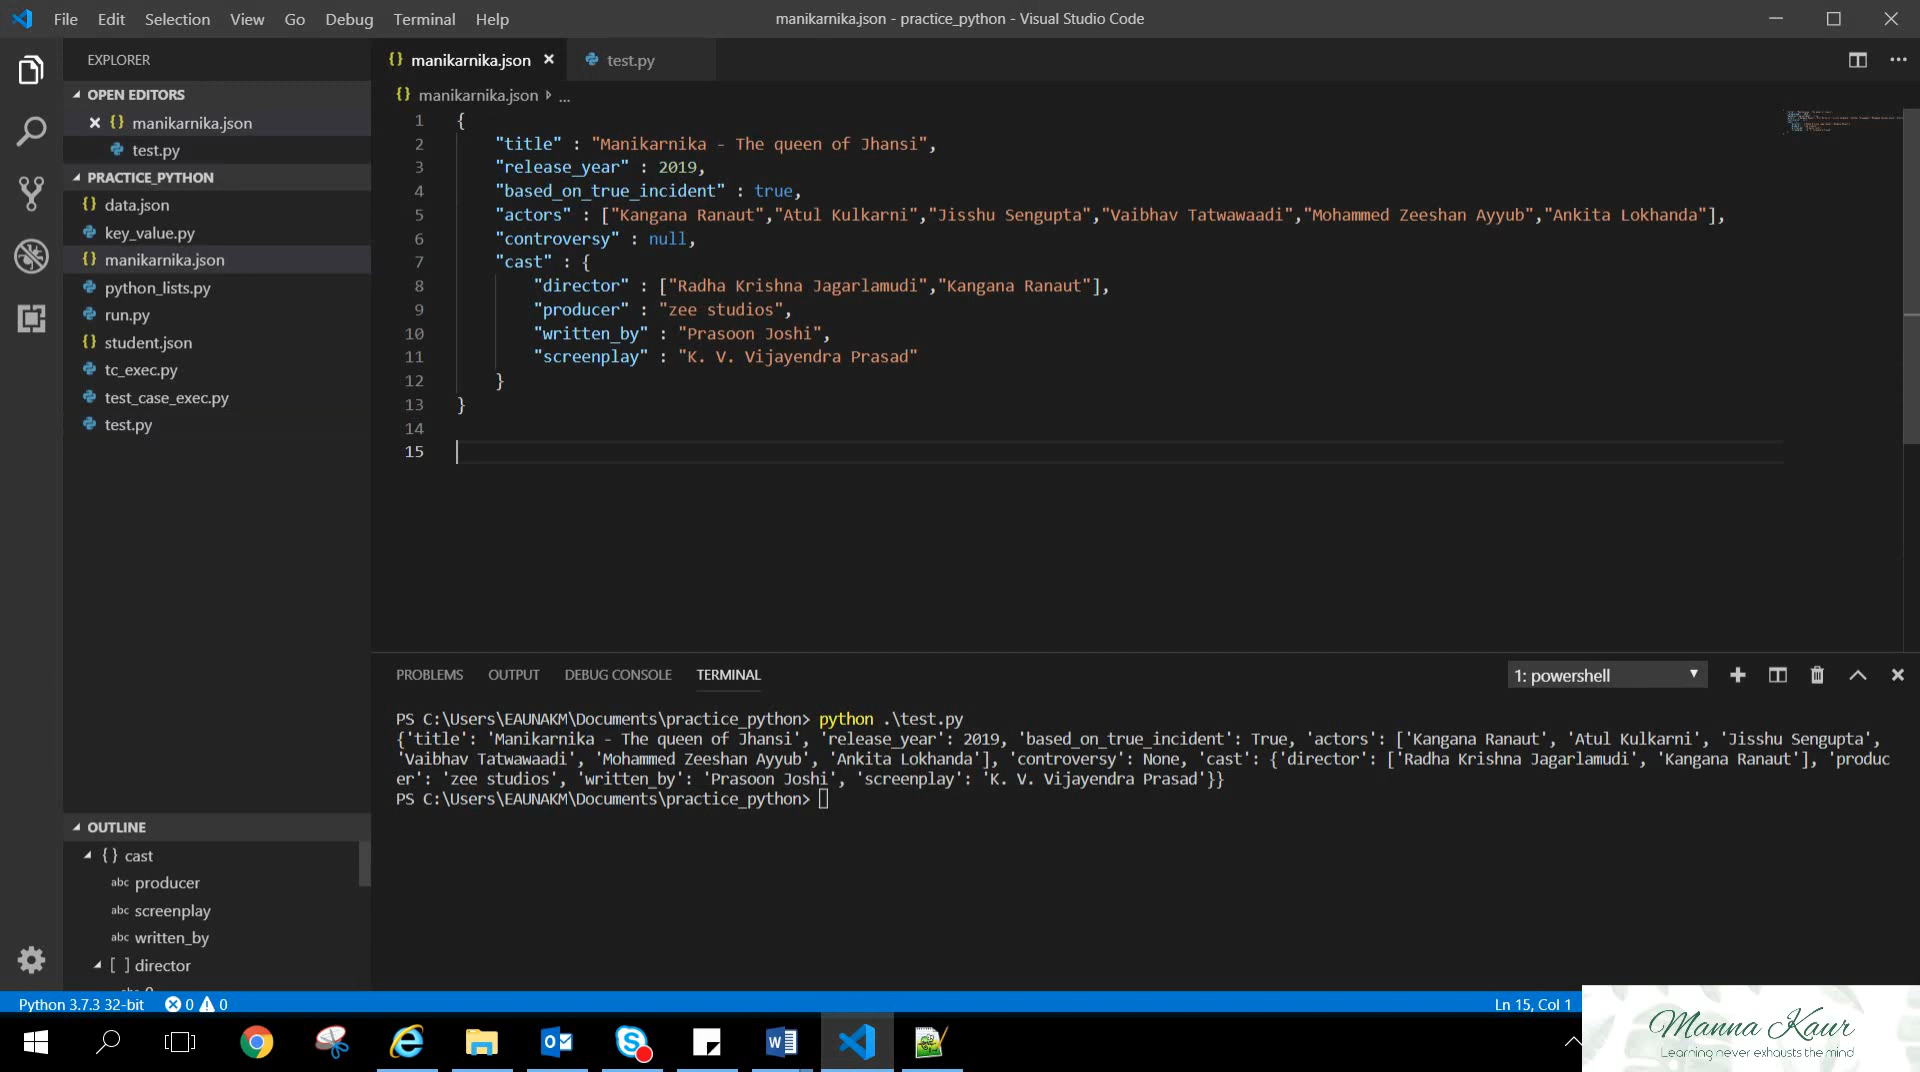 File Edit Selection View Go Debug Terminal Help
manikarnika.json - practice_python - Visual Studio Code
EXPLORER
OPEN EDITORS
manikarnika.json
test.py
PRACTICE_PYTHON
data.json
key_value.py
manikarnika.json
python_lists.py
run.py
student.json
tc_exec.py
test_case_exec.py
test.py
OUTLINE
{} cast
abc producer
abc screenplay
abc written_by
[ ] director
manikarnika.json
test.py
manikarnika.json ...
1 {
2 "title" : "Manikarnika - The queen of Jhansi",
3 "release_year" : 2019,
4 "based_on_true_incident" : true,
5 "actors" : ["Kangana Ranaut","Atul Kulkarni","Jisshu Sengupta","Vaibhav Tatwawaadi","Mohammed Zeeshan Ayyub","Ankita Lokhanda"],
6 "controversy" : null,
7 "cast" : {
8 "director" : ["Radha Krishna Jagarlamudi","Kangana Ranaut"],
9 "producer" : "zee studios",
10 "written_by" : "Prasoon Joshi",
11 "screenplay" : "K. V. Vijayendra Prasad"
12 }
13 }
14
15
PROBLEMS OUTPUT DEBUG CONSOLE TERMINAL
1: powershell
PS C:\Users\EAUNAKM\Documents\practice_python> python .\test.py
{'title': 'Manikarnika - The queen of Jhansi', 'release_year': 2019, 'based_on_true_incident': True, 'actors': ['Kangana Ranaut', 'Atul Kulkarni', 'Jisshu Sengupta',
'Vaibhav Tatwawaadi', 'Mohammed Zeeshan Ayyub', 'Ankita Lokhanda'], 'controversy': None, 'cast': {'director': ['Radha Krishna Jagarlamudi', 'Kangana Ranaut'], 'produc
er': 'zee studios', 'written_by': 'Prasoon Joshi', 'screenplay': 'K. V. Vijayendra Prasad'}}
PS C:\Users\EAUNAKM\Documents\practice_python>
Python 3.7.3 32-bit 0 0
Ln 15, Col 1
Manna Kaur
Learning never exhausts the mind